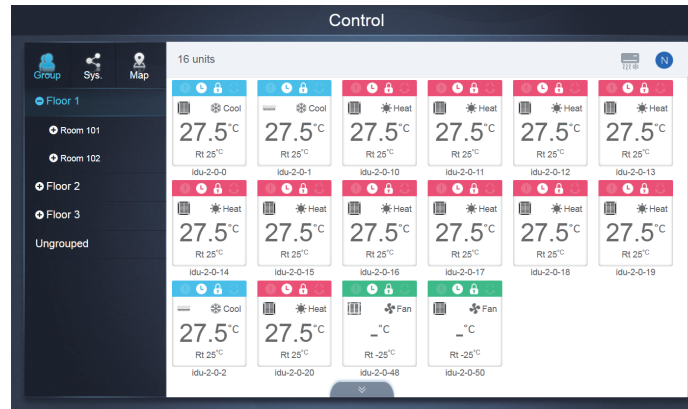 Control
Group
Sys.
Map
16 units
N
Floor 1
Room 101
Room 102
Floor 2
Floor 3
Ungrouped
Cool
27.5°C
Rt 25°C
idu-2-0-0
Cool
27.5°C
Rt 25°C
idu-2-0-1
Heat
27.5°C
Rt 25°C
idu-2-0-10
Heat
27.5°C
Rt 25°C
idu-2-0-11
Heat
27.5°C
Rt 25°C
idu-2-0-12
Heat
27.5°C
Rt 25°C
idu-2-0-13
Heat
27.5°C
Rt 25°C
idu-2-0-14
Heat
27.5°C
Rt 25°C
idu-2-0-15
Heat
27.5°C
Rt 25°C
idu-2-0-16
Heat
27.5°C
Rt 25°C
idu-2-0-17
Heat
27.5°C
Rt 25°C
idu-2-0-18
Heat
27.5°C
Rt 25°C
idu-2-0-19
Cool
27.5°C
Rt 25°C
idu-2-0-2
Heat
27.5°C
Rt 25°C
idu-2-0-20
Fan
-°C
Rt -25°C
idu-2-0-48
Fan
-°C
Rt -25°C
idu-2-0-50